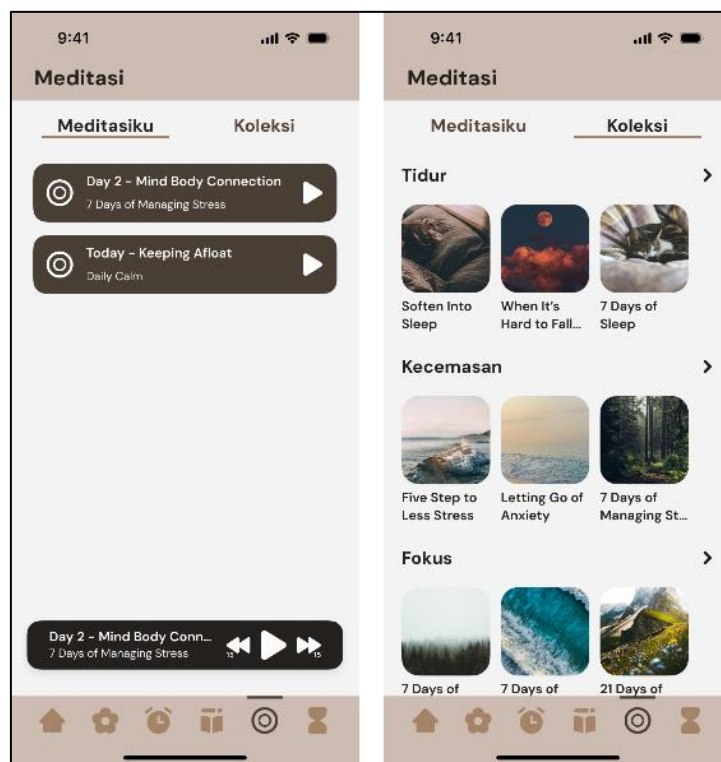 9:41
Meditasi
Meditasiku Koleksi
Day 2 - Mind Body Connection
7 Days of Managing Stress
Today - Keeping Afloat
Daily Calm
Day 2 - Mind Body Conn...
7 Days of Managing Stress
15 15
9:41
Meditasi
Meditasiku Koleksi
Tidur
Soften Into Sleep
When It's Hard to Fall...
7 Days of Sleep
Kecemasan
Five Step to Less Stress
Letting Go of Anxiety
7 Days of Managing St...
Fokus
7 Days of
7 Days of
21 Days of